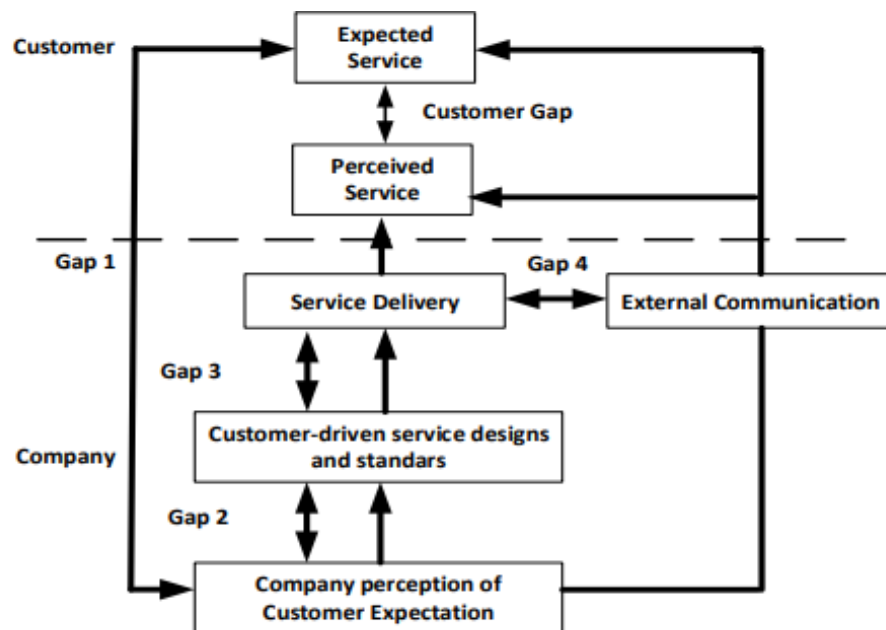 Customer
Expected
Service
Customer Gap
Perceived
Service
Gap 1
Gap 4
Service Delivery
External Communication
Gap 3
Customer-driven service designs
and standars
Company
Gap 2
Company perception of
Customer Expectation